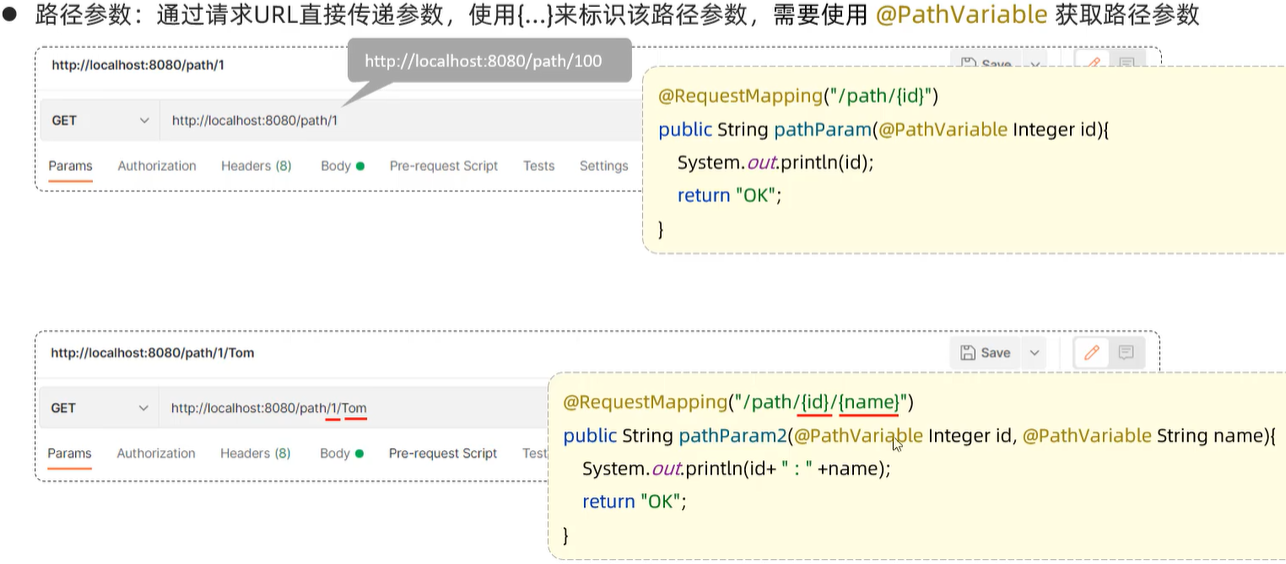 ● 路径参数：通过请求URL直接传递参数，使用{…}来标识该路径参数，需要使用 @PathVariable 获取路径参数
http://localhost:8080/path/1
http://localhost:8080/path/100
Save
GET
http://localhost:8080/path/1
Params Authorization Headers (8) Body Pre-request Script Tests Settings
@RequestMapping("/path/{id}")
public String pathParam(@PathVariable Integer id){
System.out.println(id);
return "OK";
}
http://localhost:8080/path/1/Tom
Save
GET
http://localhost:8080/path/1/Tom
Params Authorization Headers (8) Body Pre-request Script Test
@RequestMapping("/path/{id}/{name}")
public String pathParam2(@PathVariable Integer id, @PathVariable String name){
System.out.println(id+ " : " +name);
return "OK";
}